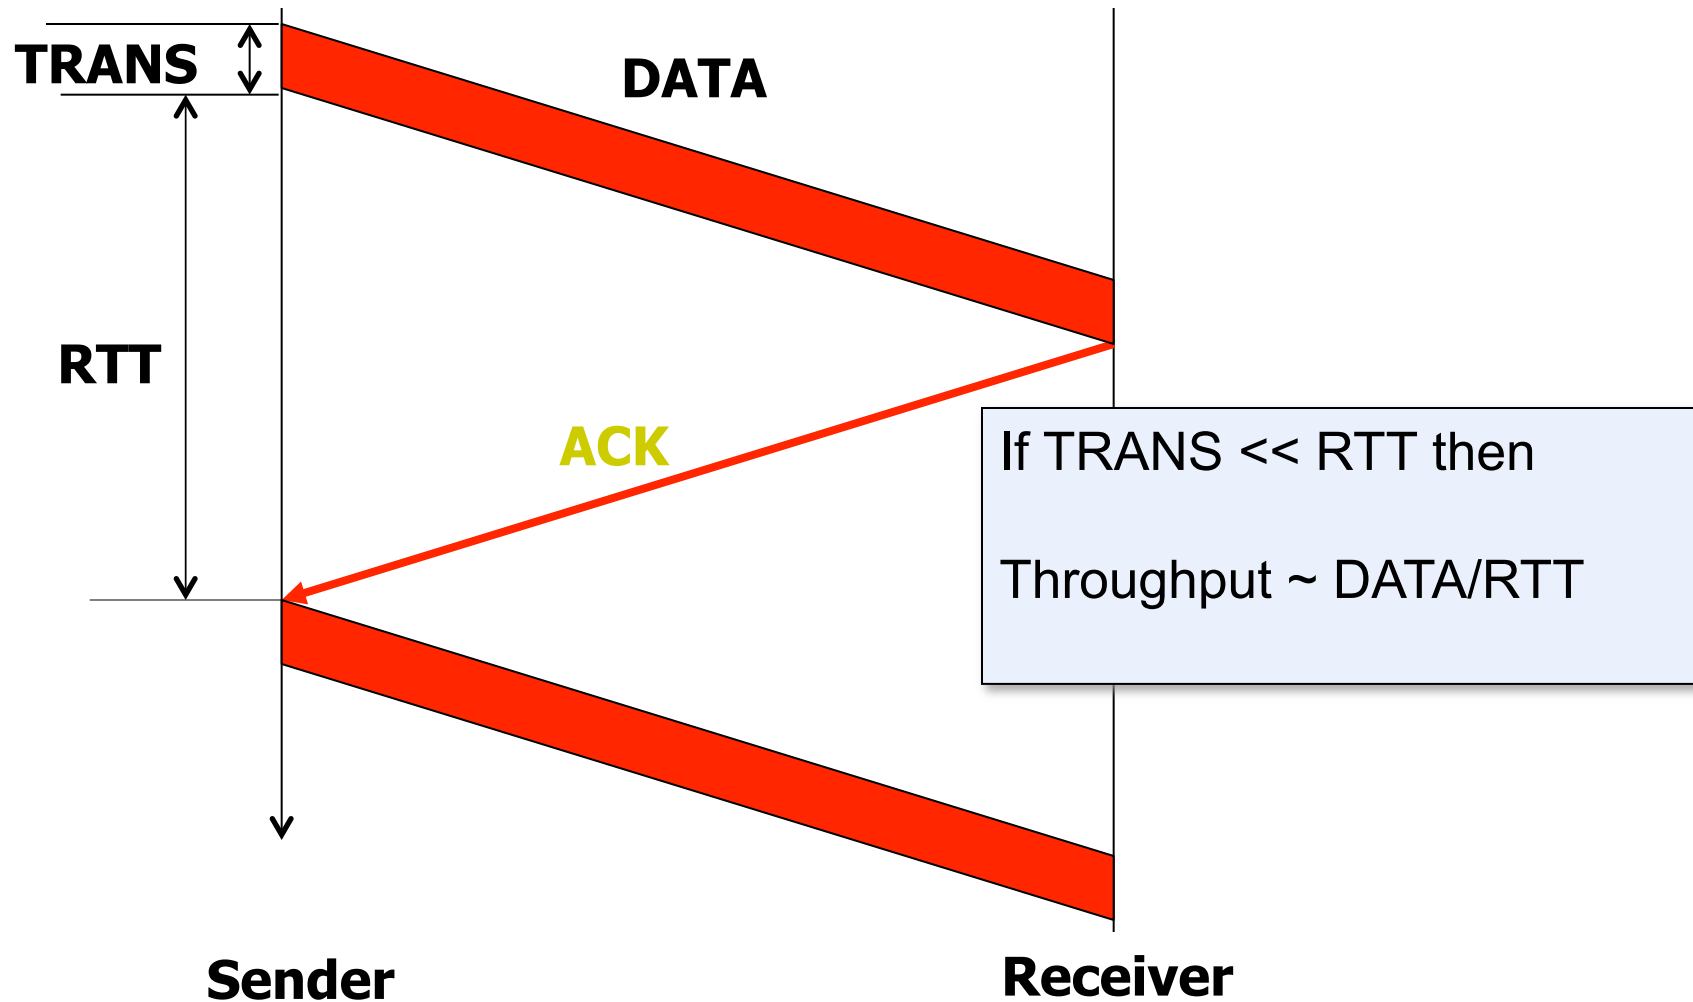 TRANS
DATA
RTT
ACK
If TRANS << RTT then
Throughput ~ DATA/RTT
Sender
Receiver